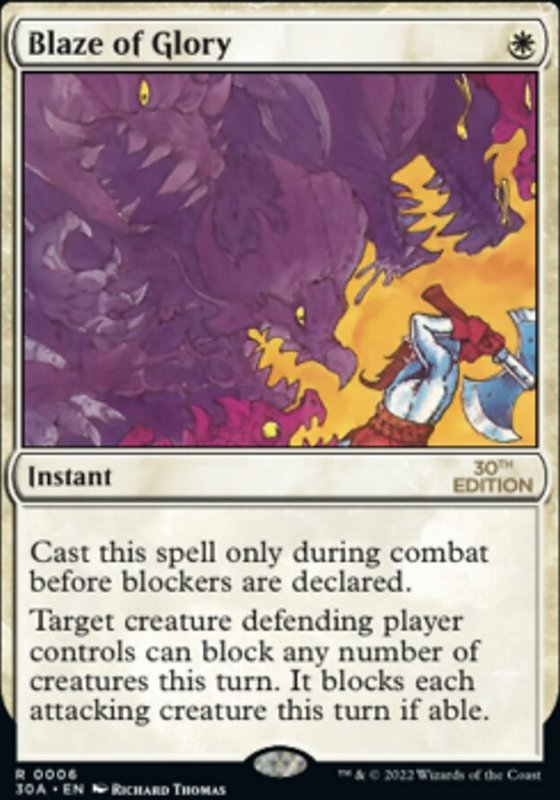 Blaze of Glory
Instant
30TH
EDITION
Cast this spell only during combat
before blockers are declared.
Target creature defending player
controls can block any number of
creatures this turn. It blocks each
attacking creature this turn if able.
R 0006
30A • EN RICHARD THOMAS
™ & © 2022 Wizards of the Coast